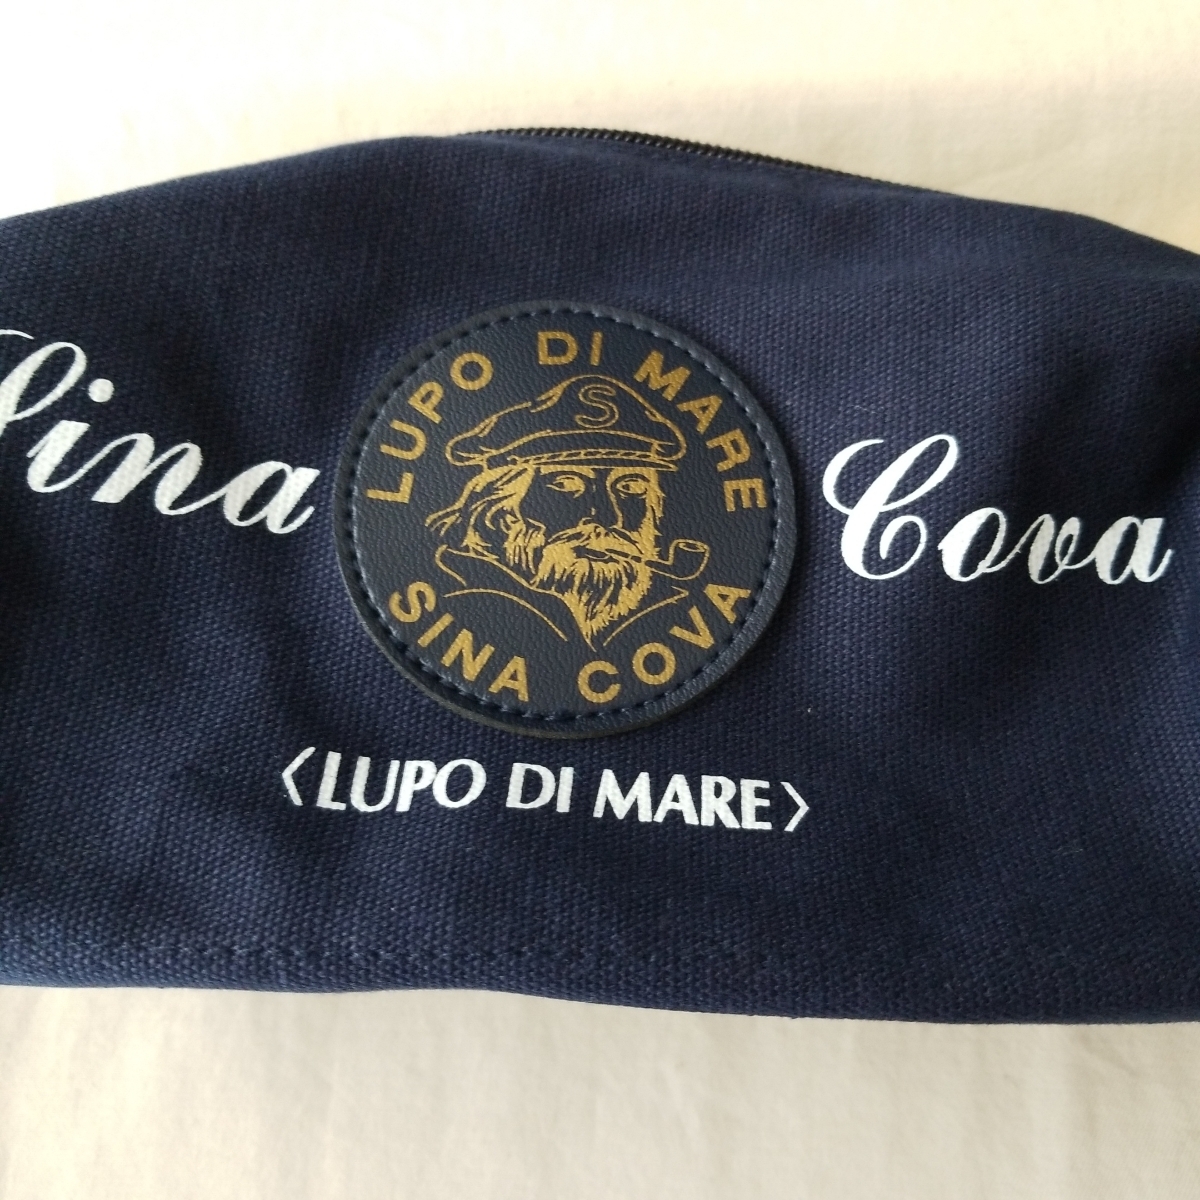 Sina Cova
LUPO DI MARE
S
SINA COVA
〈LUPO DI MARE〉